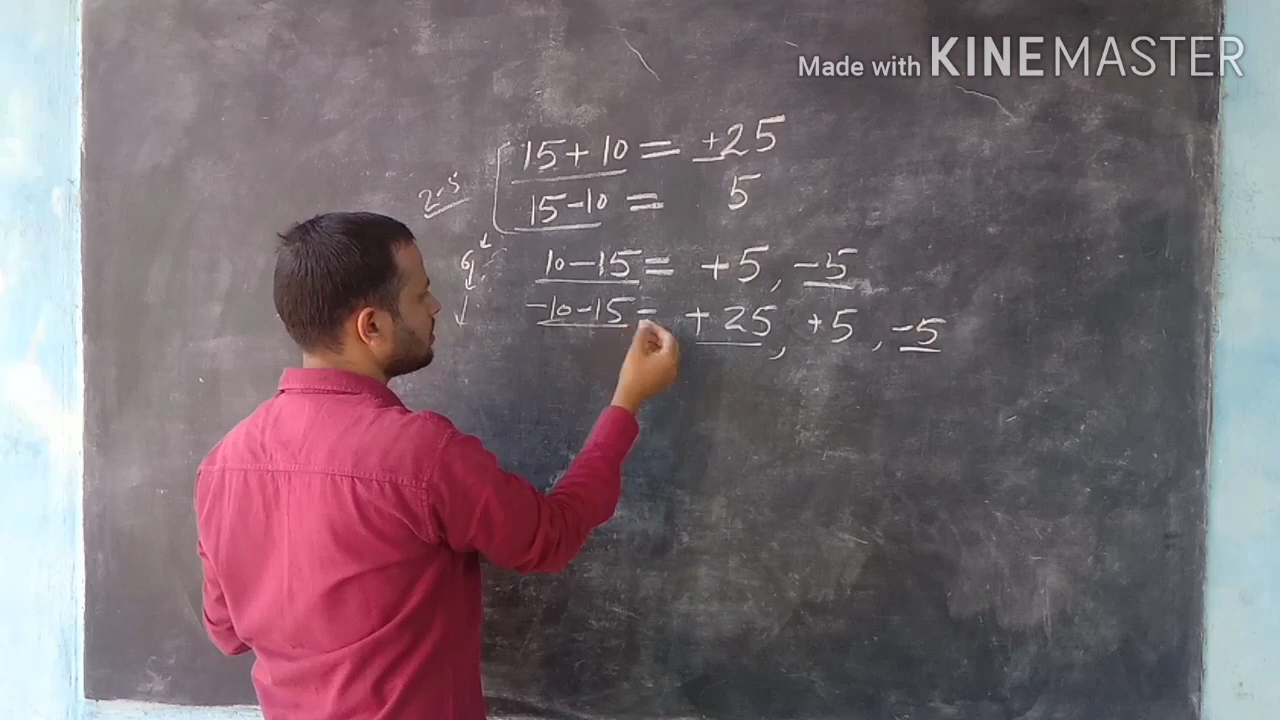 Made with KINEMASTER
15 + 10 = +25
15 - 10 = 5
10 - 15 = +5, -5
-10 - 15 = +25, +5, -5